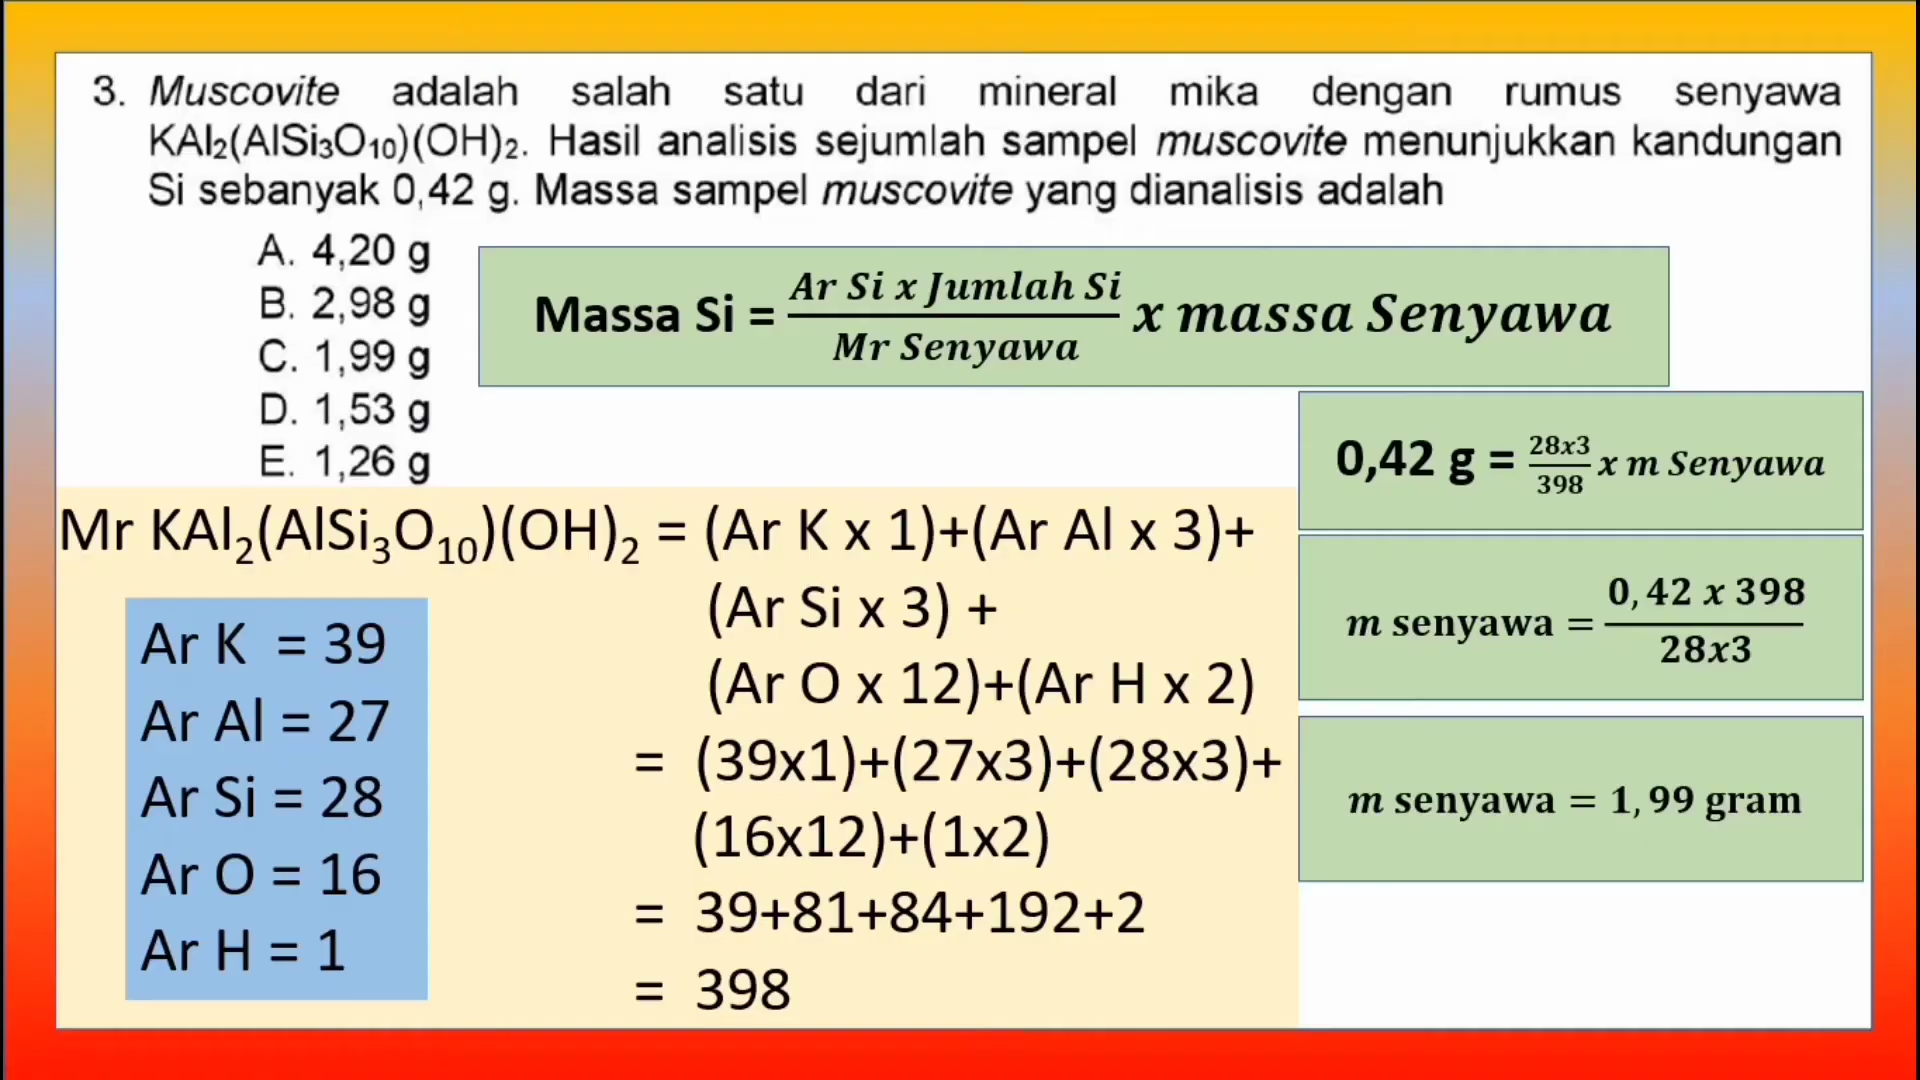 3. Muscovite adalah salah satu dari mineral mika dengan rumus senyawa
KAl₂(AlSi₃O₁₀)(OH)₂. Hasil analisis sejumlah sampel muscovite menunjukkan kandungan
Si sebanyak 0,42 g. Massa sampel muscovite yang dianalisis adalah
A. 4,20 g
B. 2,98 g
C. 1,99 g
D. 1,53 g
E. 1,26 g
Massa Si = Ar Si x Jumlah Si / Mr Senyawa x massa Senyawa
0,42 g = 28x3 / 398 x m Senyawa
m senyawa = 0,42 x 398 / 28x3
m senyawa = 1,99 gram
Mr KAl₂(AlSi₃O₁₀)(OH)₂ = (Ar K x 1)+(Ar Al x 3)+
(Ar Si x 3) +
(Ar O x 12)+(Ar H x 2)
= (39x1)+(27x3)+(28x3)+
(16x12)+(1x2)
= 39+81+84+192+2
= 398
Ar K = 39
Ar Al = 27
Ar Si = 28
Ar O = 16
Ar H = 1